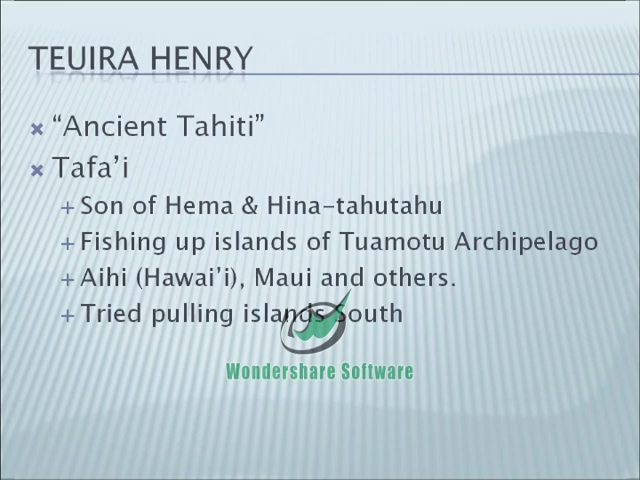 TEUIRA HENRY
“Ancient Tahiti”
Tafa’i
Son of Hema & Hina-tahutahu
Fishing up islands of Tuamotu Archipelago
Aihi (Hawai’i), Maui and others.
Tried pulling islands South
Wondershare Software